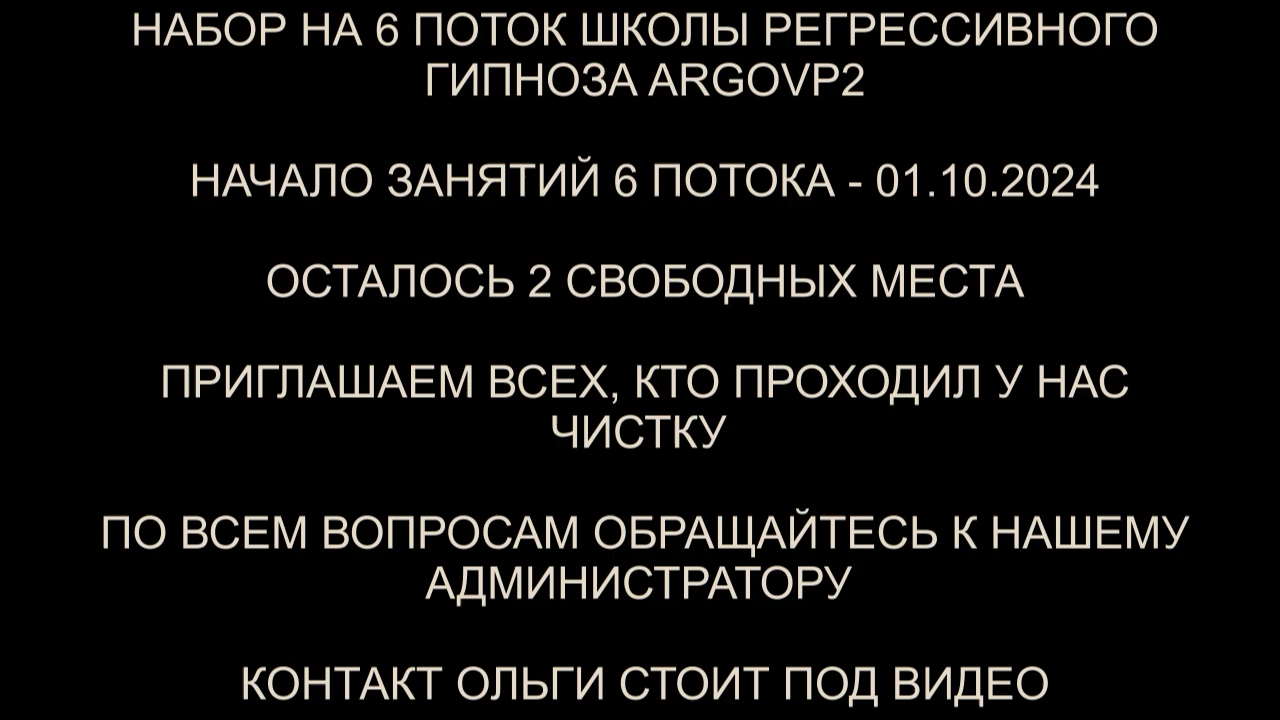 НАБОР НА 6 ПОТОК ШКОЛЫ РЕГРЕССИВНОГО
ГИПНОЗА ARGOVP2
НАЧАЛО ЗАНЯТИЙ 6 ПОТОКА - 01.10.2024
ОСТАЛОСЬ 2 СВОБОДНЫХ МЕСТА
ПРИГЛАШАЕМ ВСЕХ, КТО ПРОХОДИЛ У НАС
ЧИСТКУ
ПО ВСЕМ ВОПРОСАМ ОБРАЩАЙТЕСЬ К НАШЕМУ
АДМИНИСТРАТОРУ
КОНТАКТ ОЛЬГИ СТОИТ ПОД ВИДЕО